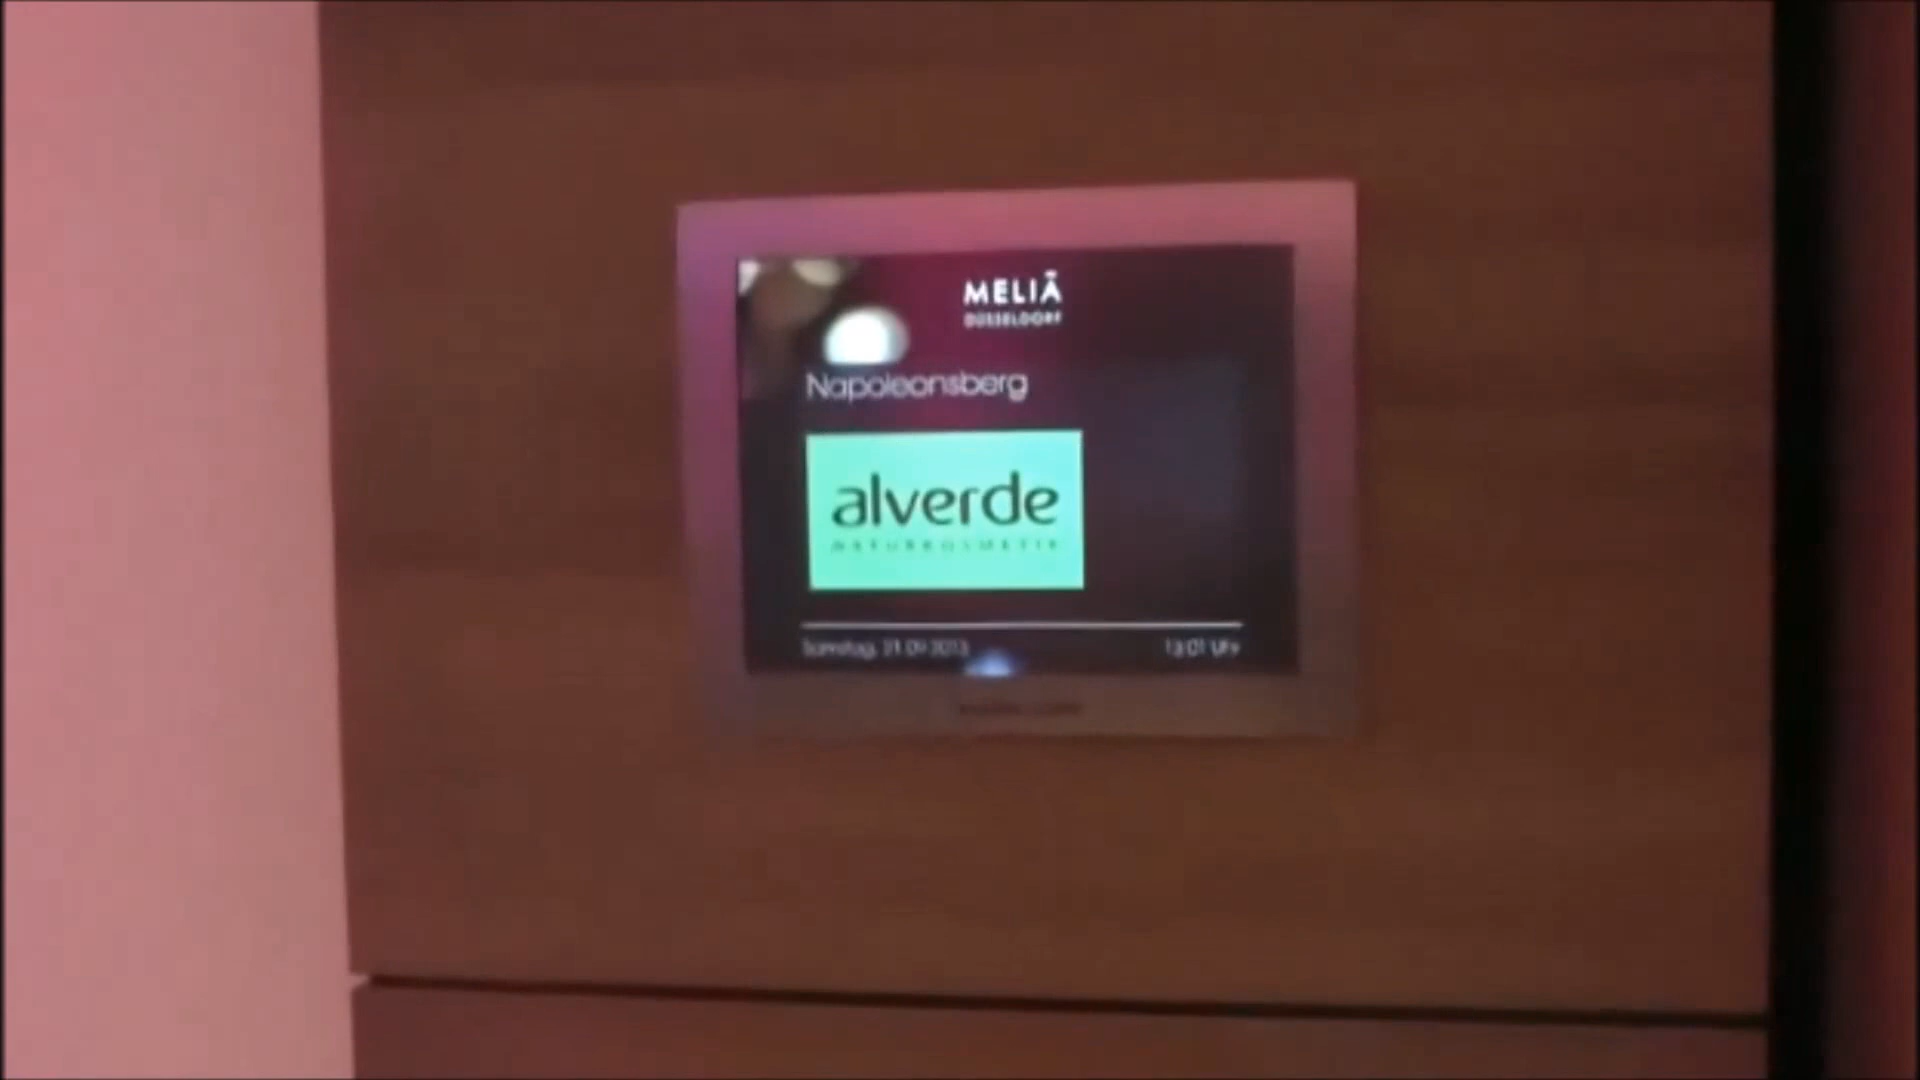 MELIÃ
DÜSSELDORF
Napoleonsberg
alverde
NATURKOSMETIK
Samstag, 21.09.2013
13:01 Uhr